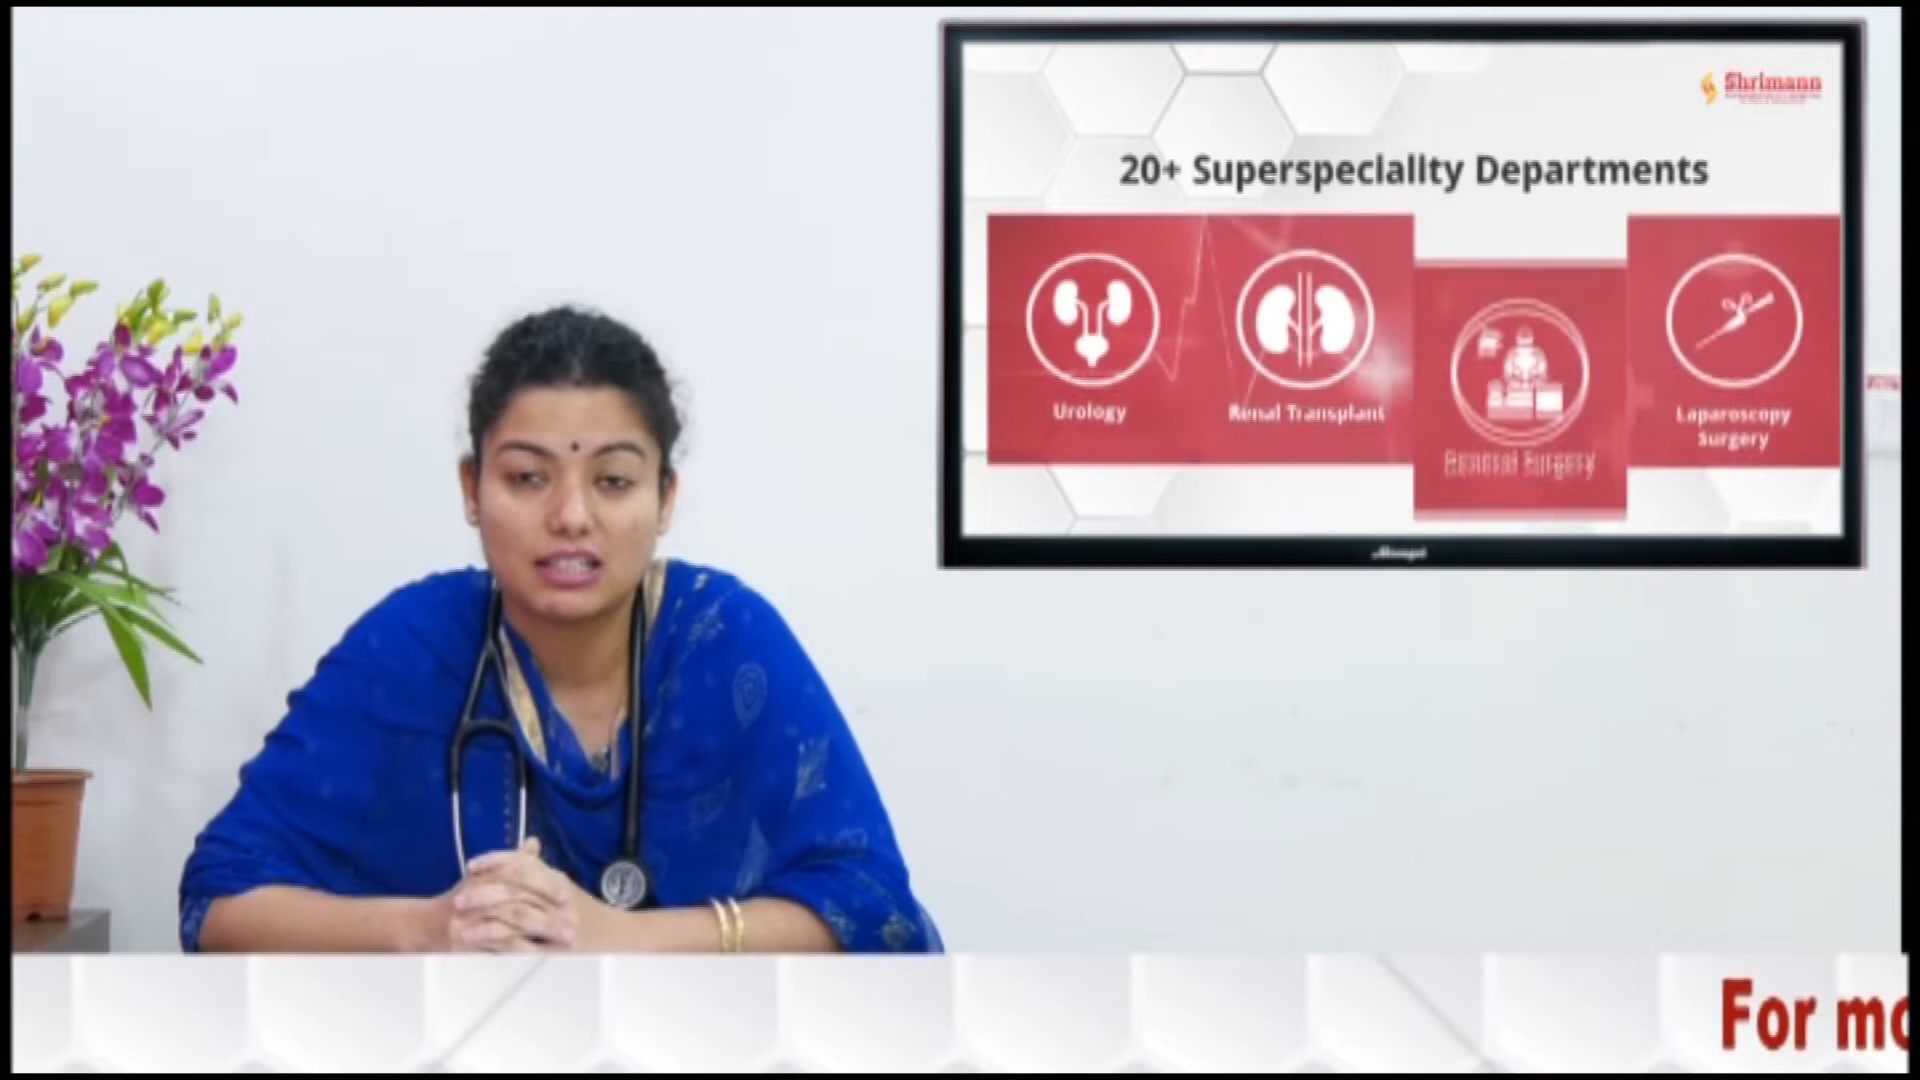 Shrimann
20+ Superspeciality Departments
Urology
Renal Transplant
General Surgery
Laparoscopy
Surgery
For mo